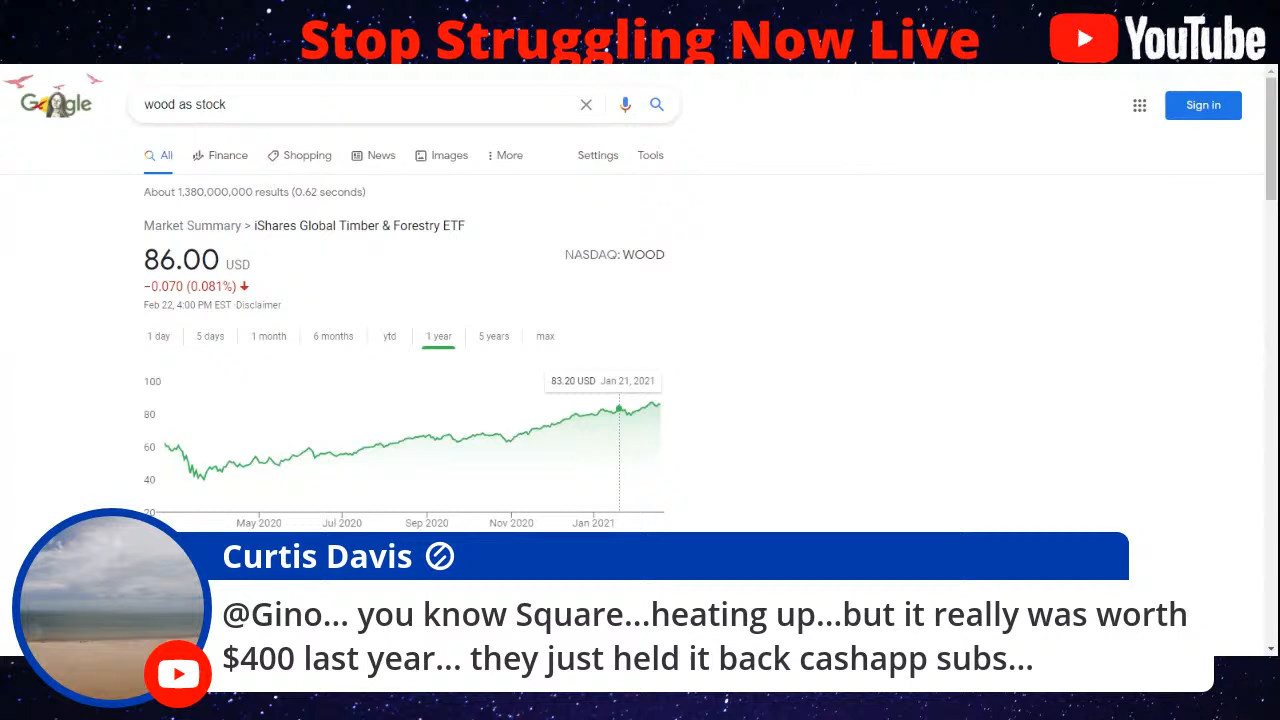 Stop Struggling Now Live
YouTube
Google
wood as stock
Sign in
All Finance Shopping News Images More Settings Tools
About 1,380,000,000 results (0.62 seconds)
Market Summary > iShares Global Timber & Forestry ETF
86.00 USD
NASDAQ: WOOD
−0.070 (0.081%)
Feb 22, 4:00 PM EST ·Disclaimer
1 day 5 days 1 month 6 months ytd 1 year 5 years max
83.20 USD Jan 21, 2021
100
80
60
40
20
May 2020 Jul 2020 Sep 2020 Nov 2020 Jan 2021
Curtis Davis
@Gino... you know Square...heating up...but it really was worth
$400 last year... they just held it back cashapp subs...